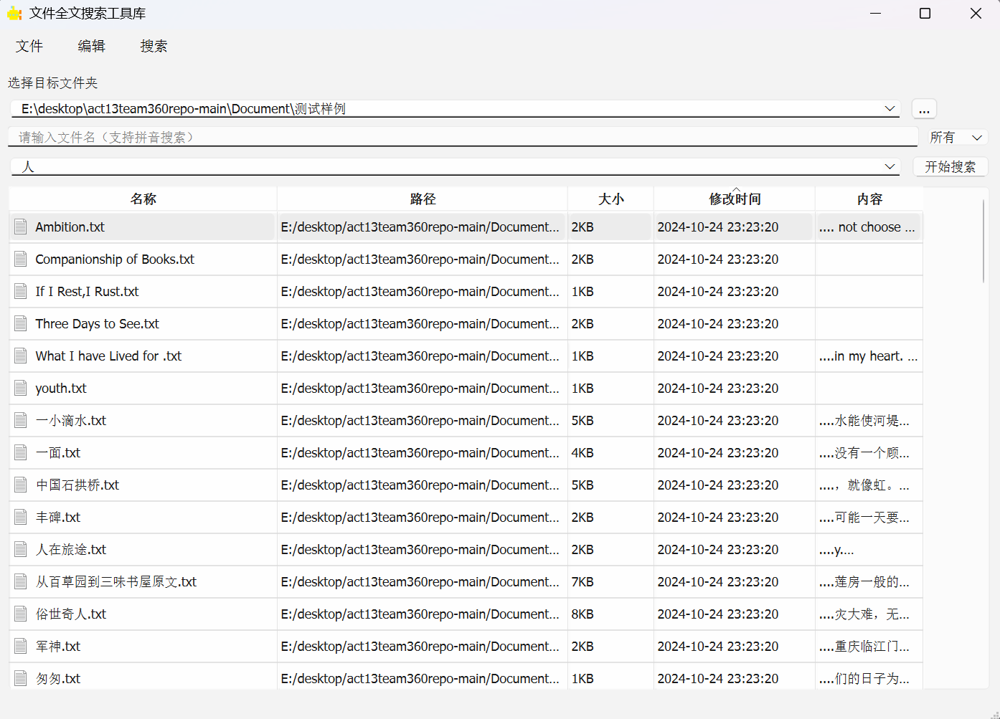 文件全文搜索工具库
文件 编辑 搜索
选择目标文件夹
E:\desktop\act13team360repo-main\Document\测试样例 ...
请输入文件名（支持拼音搜索） 所有
人 开始搜索
名称 路径 大小 修改时间 内容
Ambition.txt E:/desktop/act13team360repo-main/Document... 2KB 2024-10-24 23:23:20 .... not choose ...
Companionship of Books.txt E:/desktop/act13team360repo-main/Document... 2KB 2024-10-24 23:23:20
If I Rest,I Rust.txt E:/desktop/act13team360repo-main/Document... 1KB 2024-10-24 23:23:20
Three Days to See.txt E:/desktop/act13team360repo-main/Document... 2KB 2024-10-24 23:23:20
What I have Lived for .txt E:/desktop/act13team360repo-main/Document... 1KB 2024-10-24 23:23:20 ....in my heart. ...
youth.txt E:/desktop/act13team360repo-main/Document... 1KB 2024-10-24 23:23:20
一小滴水.txt E:/desktop/act13team360repo-main/Document... 5KB 2024-10-24 23:23:20 ....水能使河堤...
一面.txt E:/desktop/act13team360repo-main/Document... 4KB 2024-10-24 23:23:20 ....没有一个顾...
中国石拱桥.txt E:/desktop/act13team360repo-main/Document... 5KB 2024-10-24 23:23:20 ....，就像虹。...
丰碑.txt E:/desktop/act13team360repo-main/Document... 2KB 2024-10-24 23:23:20 ....可能一天要...
人在旅途.txt E:/desktop/act13team360repo-main/Document... 2KB 2024-10-24 23:23:20 ....y....
从百草园到三味书屋原文.txt E:/desktop/act13team360repo-main/Document... 7KB 2024-10-24 23:23:20 ....莲房一般的...
俗世奇人.txt E:/desktop/act13team360repo-main/Document... 8KB 2024-10-24 23:23:20 ....灾大难，无...
军神.txt E:/desktop/act13team360repo-main/Document... 2KB 2024-10-24 23:23:20 ....重庆临江门...
匆匆.txt E:/desktop/act13team360repo-main/Document... 1KB 2024-10-24 23:23:20 ....们的日子为...